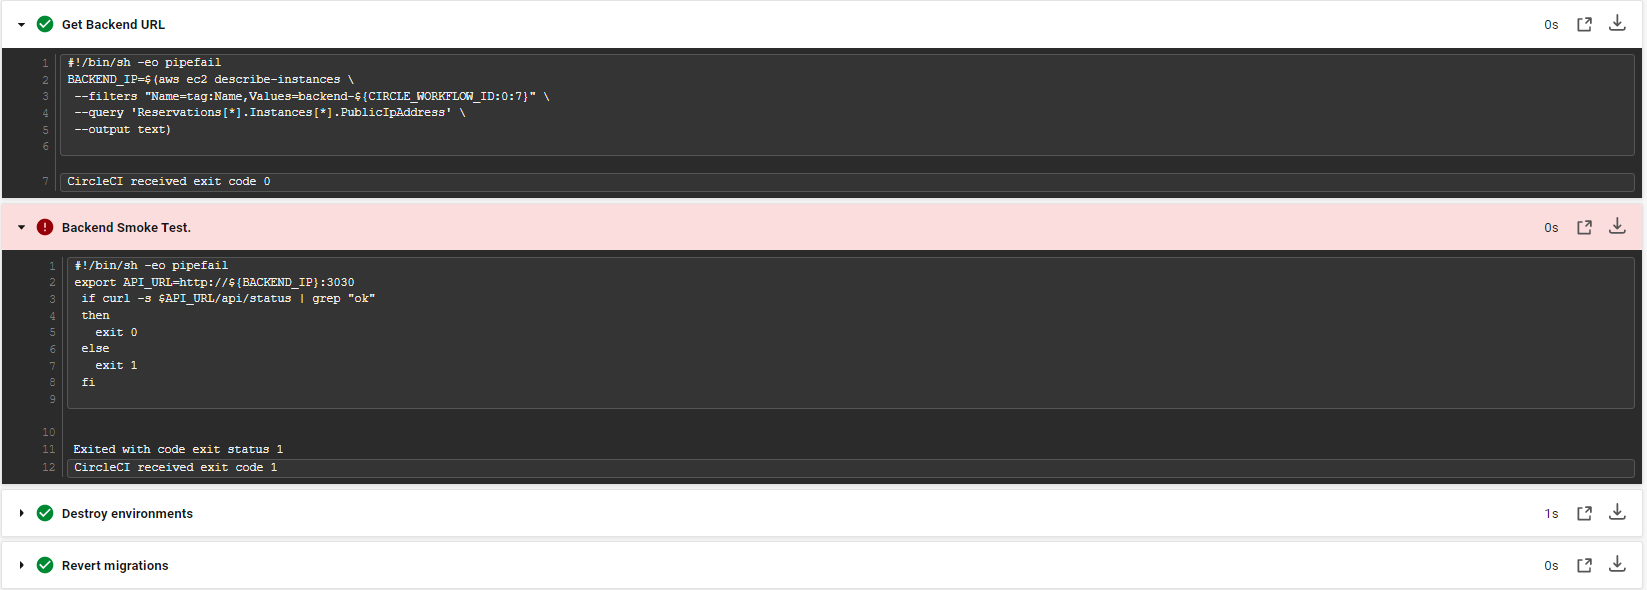 Get Backend URL 0s
1 #!/bin/sh -eo pipefail
2 BACKEND_IP=$(aws ec2 describe-instances \
3 --filters "Name=tag:Name,Values=backend-${CIRCLE_WORKFLOW_ID:0:7}" \
4 --query 'Reservations[*].Instances[*].PublicIpAddress' \
5 --output text)
6
7 CircleCI received exit code 0
Backend Smoke Test. 0s
1 #!/bin/sh -eo pipefail
2 export API_URL=http://${BACKEND_IP}:3030
3 if curl -s $API_URL/api/status | grep "ok"
4 then
5 exit 0
6 else
7 exit 1
8 fi
9
10
11 Exited with code exit status 1
12 CircleCI received exit code 1
Destroy environments 1s
Revert migrations 0s